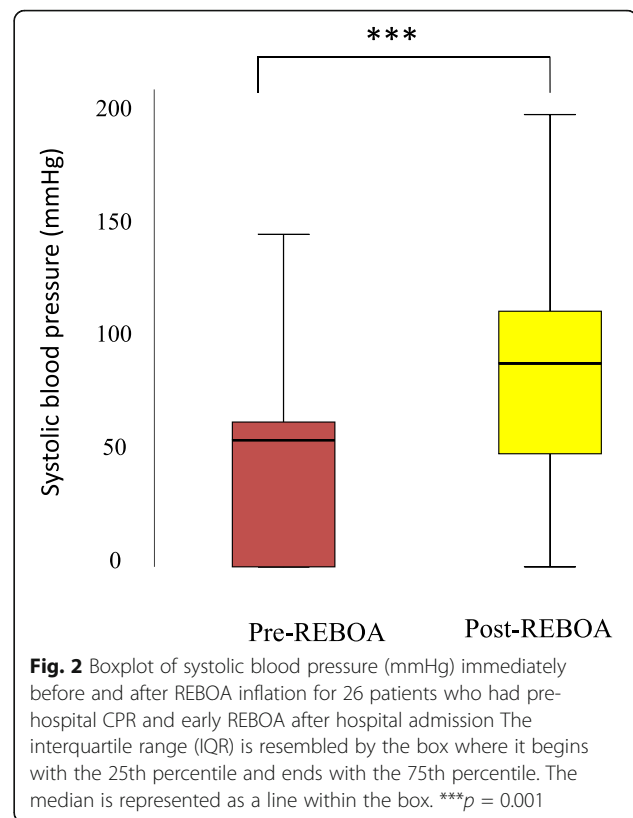 ***
200
150
100
50
0
Systolic blood pressure (mmHg)
Pre-REBOA
Post-REBOA
Fig. 2 Boxplot of systolic blood pressure (mmHg) immediately
before and after REBOA inflation for 26 patients who had pre-
hospital CPR and early REBOA after hospital admission The
interquartile range (IQR) is resembled by the box where it begins
with the 25th percentile and ends with the 75th percentile. The
median is represented as a line within the box. ***p = 0.001